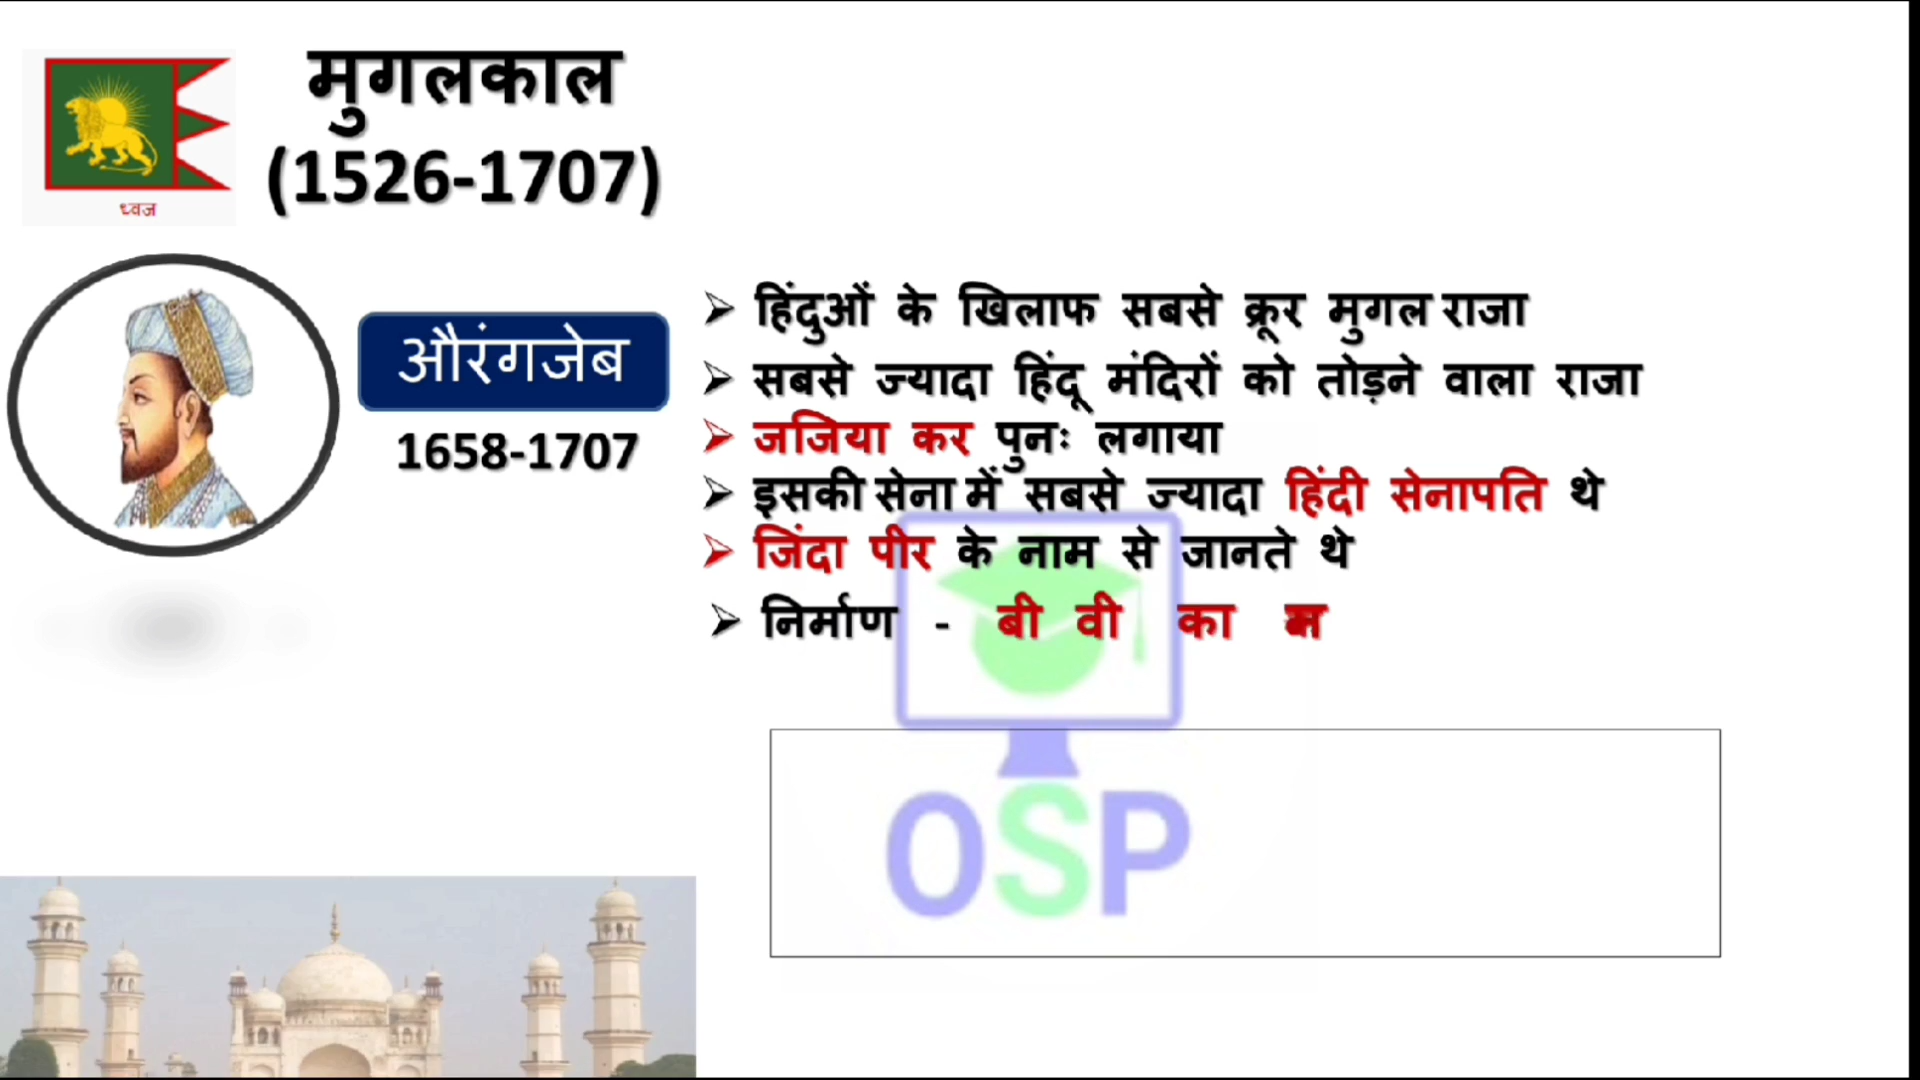 मुगलकाल
(1526-1707)
ध्वज
औरंगजेब
1658-1707
➢ हिंदुओं के खिलाफ सबसे क्रूर मुगल राजा
➢ सबसे ज्यादा हिंदू मंदिरों को तोड़ने वाला राजा
➢ जजिया कर पुनः लगाया
➢ इसकी सेना में सबसे ज्यादा हिंदी सेनापति थे
➢ जिंदा पीर के नाम से जानते थे
➢ निर्माण - बी वी का
OSP